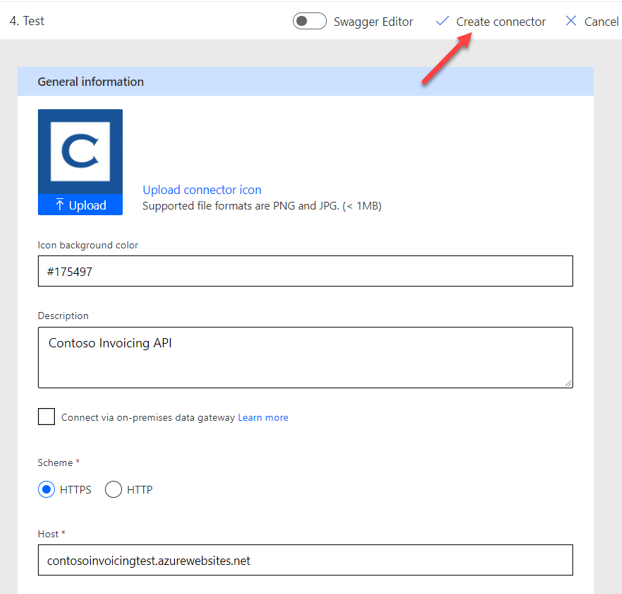 4. Test
Swagger Editor
Create connector
Cancel
General information
C
Upload
Upload connector icon
Supported file formats are PNG and JPG. (< 1MB)
Icon background color
#175497
Description
Contoso Invoicing API
Connect via on-premises data gateway Learn more
Scheme *
HTTPS
HTTP
Host *
contosoinvoicingtest.azurewebsites.net